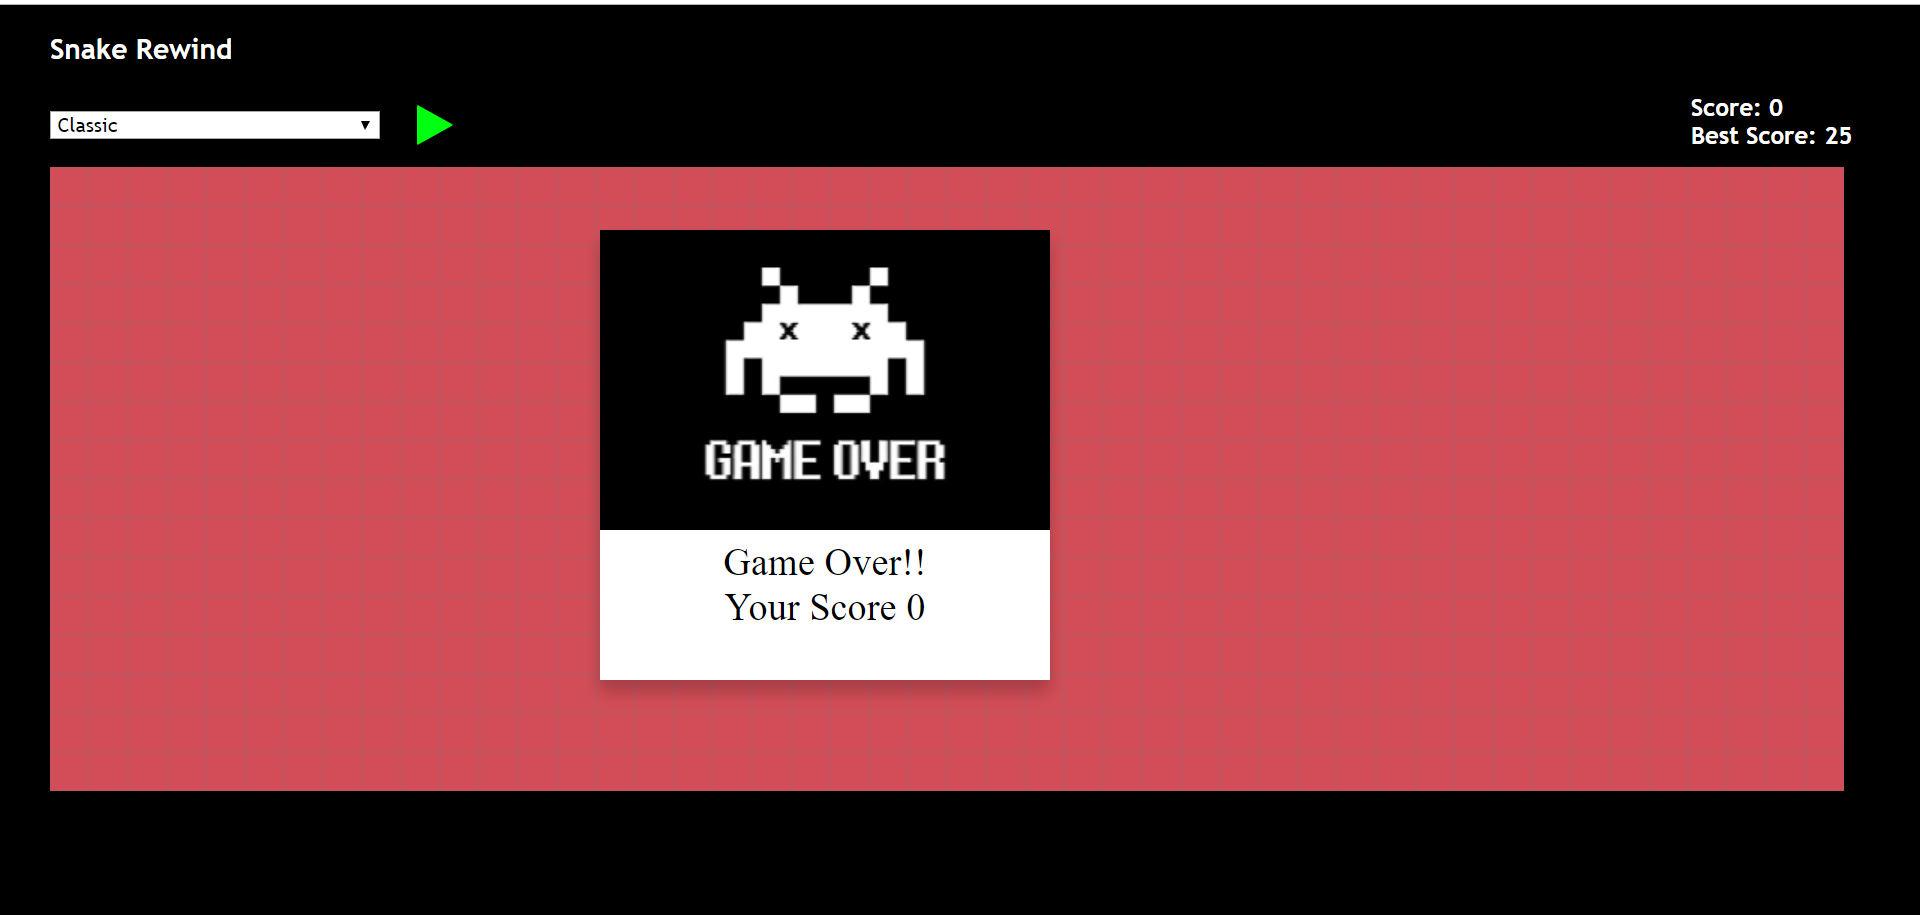 Snake Rewind
Classic
Score: 0
Best Score: 25
GAME OVER
Game Over!!
Your Score 0